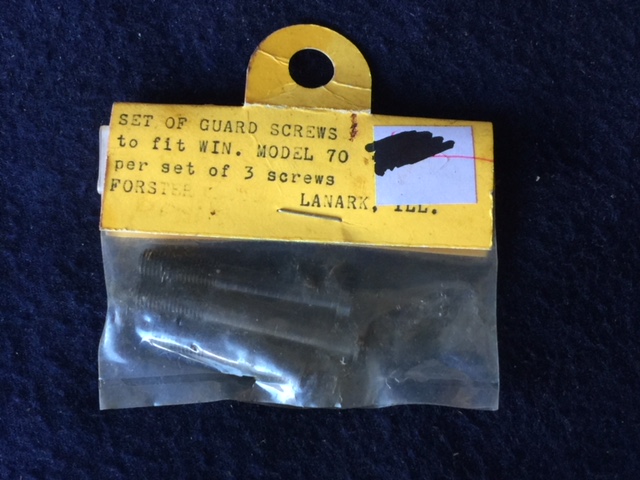 SET OF GUARD SCREWS
to fit WIN. MODEL 70
per set of 3 screws
FORSTER LANARK, ILL.